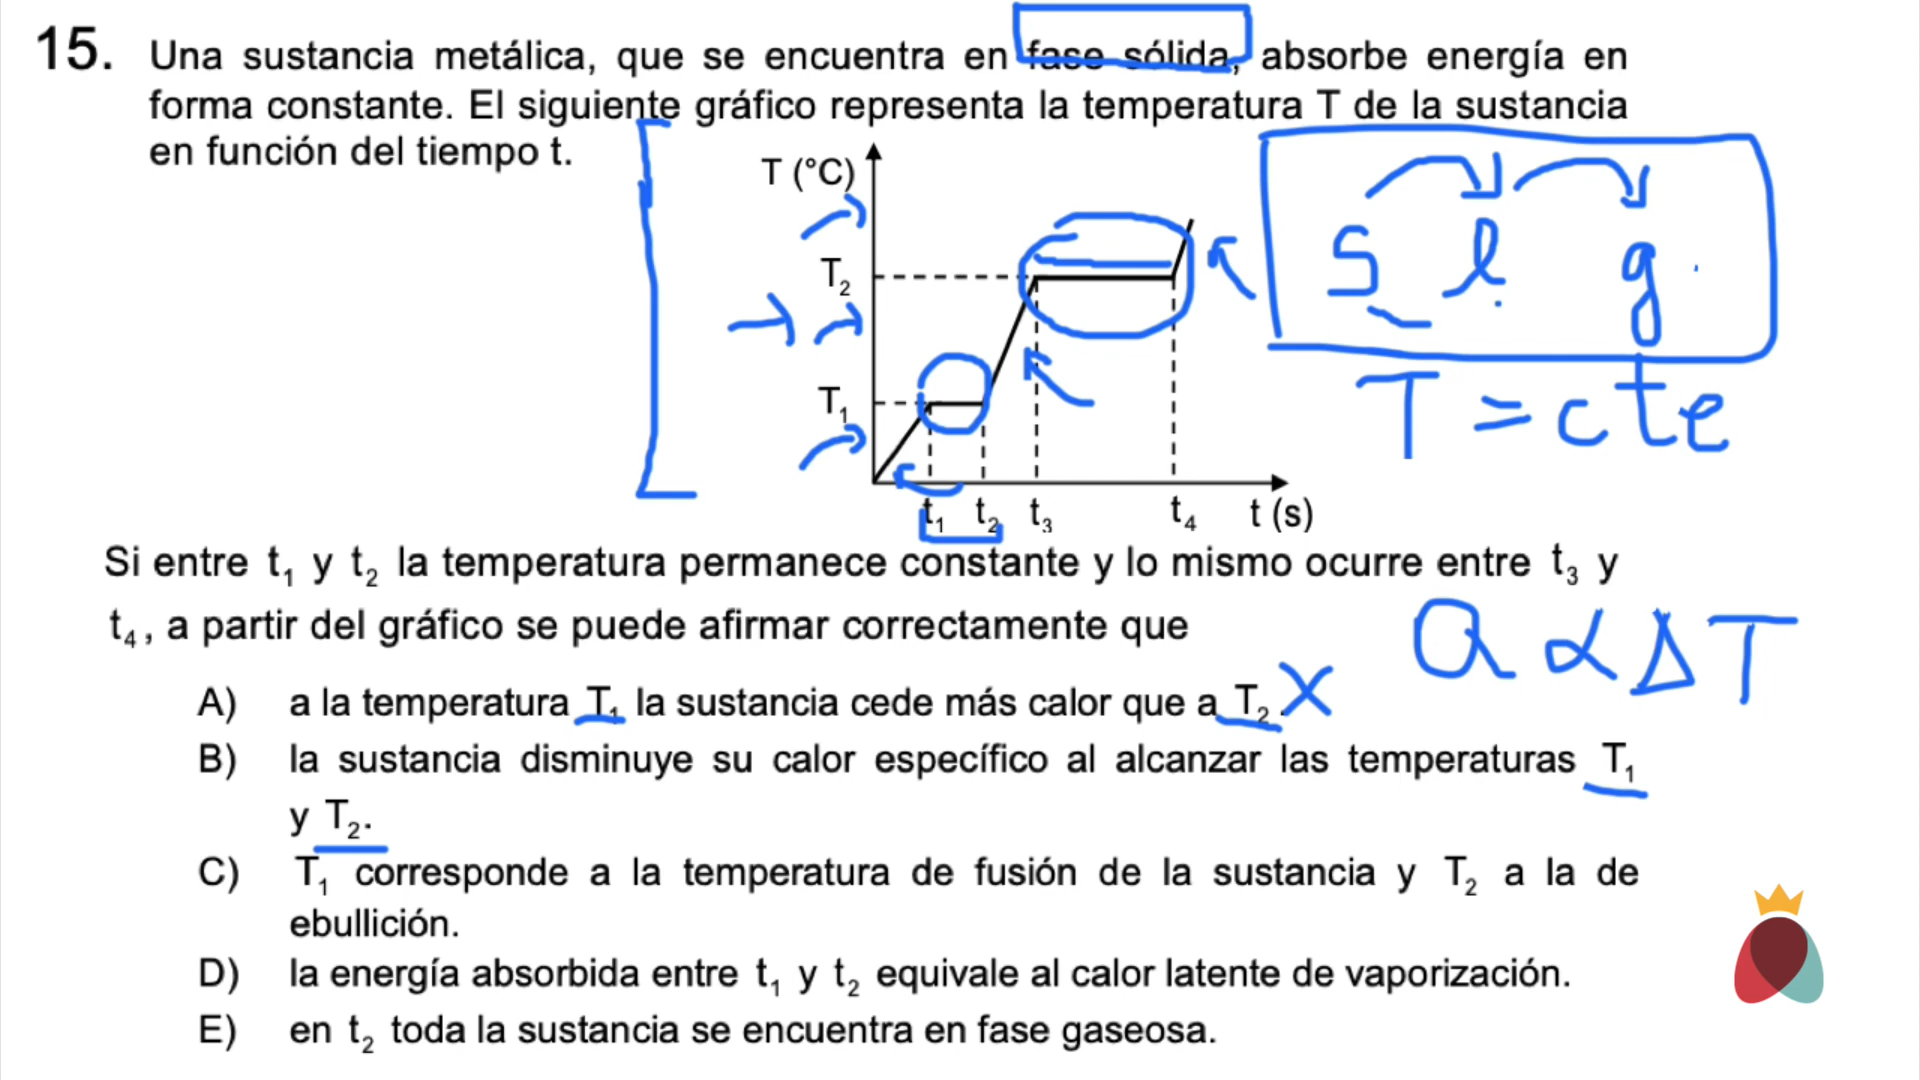 15. Una sustancia metálica, que se encuentra en fase sólida, absorbe energía en
forma constante. El siguiente gráfico representa la temperatura T de la sustancia
en función del tiempo t.
T (°C)
T₂
T₁
t₁ t₂ t₃ t₄ t (s)
s l g
T = cte
Si entre t₁ y t₂ la temperatura permanece constante y lo mismo ocurre entre t₃ y
t₄, a partir del gráfico se puede afirmar correctamente que
Q α Δ T
A) a la temperatura T₁ la sustancia cede más calor que a T₂. X
B) la sustancia disminuye su calor específico al alcanzar las temperaturas T₁
y T₂.
C) T₁ corresponde a la temperatura de fusión de la sustancia y T₂ a la de
ebullición.
D) la energía absorbida entre t₁ y t₂ equivale al calor latente de vaporización.
E) en t₂ toda la sustancia se encuentra en fase gaseosa.